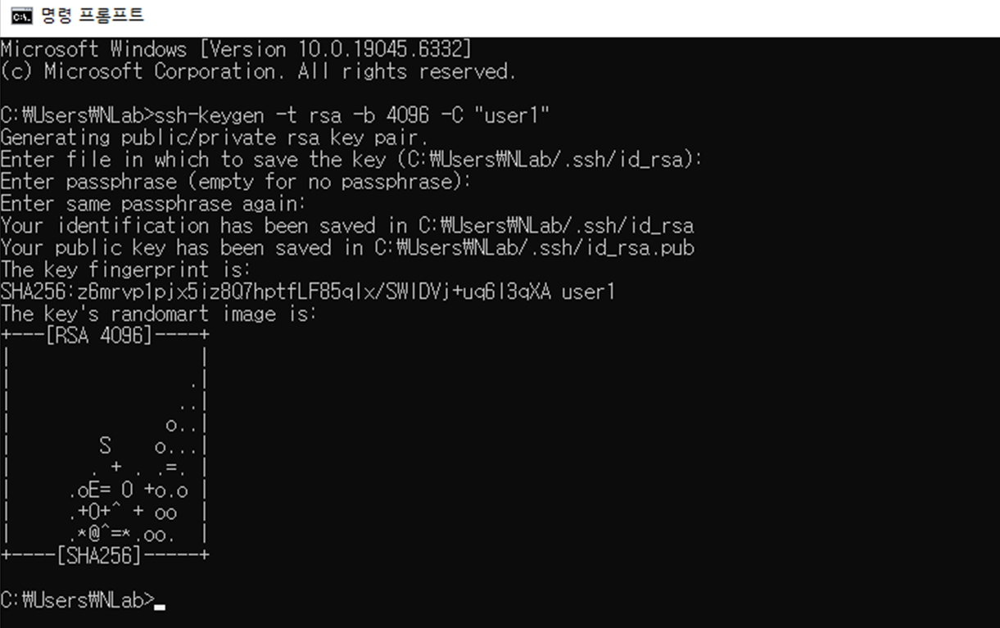 명령 프롬프트
Microsoft Windows [Version 10.0.19045.6332]
(c) Microsoft Corporation. All rights reserved.
C:₩Users₩NLab>ssh-keygen -t rsa -b 4096 -C "user1"
Generating public/private rsa key pair.
Enter file in which to save the key (C:₩Users₩NLab/.ssh/id_rsa):
Enter passphrase (empty for no passphrase):
Enter same passphrase again:
Your identification has been saved in C:₩Users₩NLab/.ssh/id_rsa
Your public key has been saved in C:₩Users₩NLab/.ssh/id_rsa.pub
The key fingerprint is:
SHA256:z6mrvp1pjx5iz8Q7hptfLF85qlx/SWlDVj+uq6l3qXA user1
The key's randomart image is:
+---[RSA 4096]----+
|                 |
|                .|
|               ..|
|              o..|
|        S    o...|
|       . + . .=. |
|     .oE= O +o.o |
|     .+O+^ + oo  |
|     .*@^=*.oo.  |
+----[SHA256]-----+
C:₩Users₩NLab>